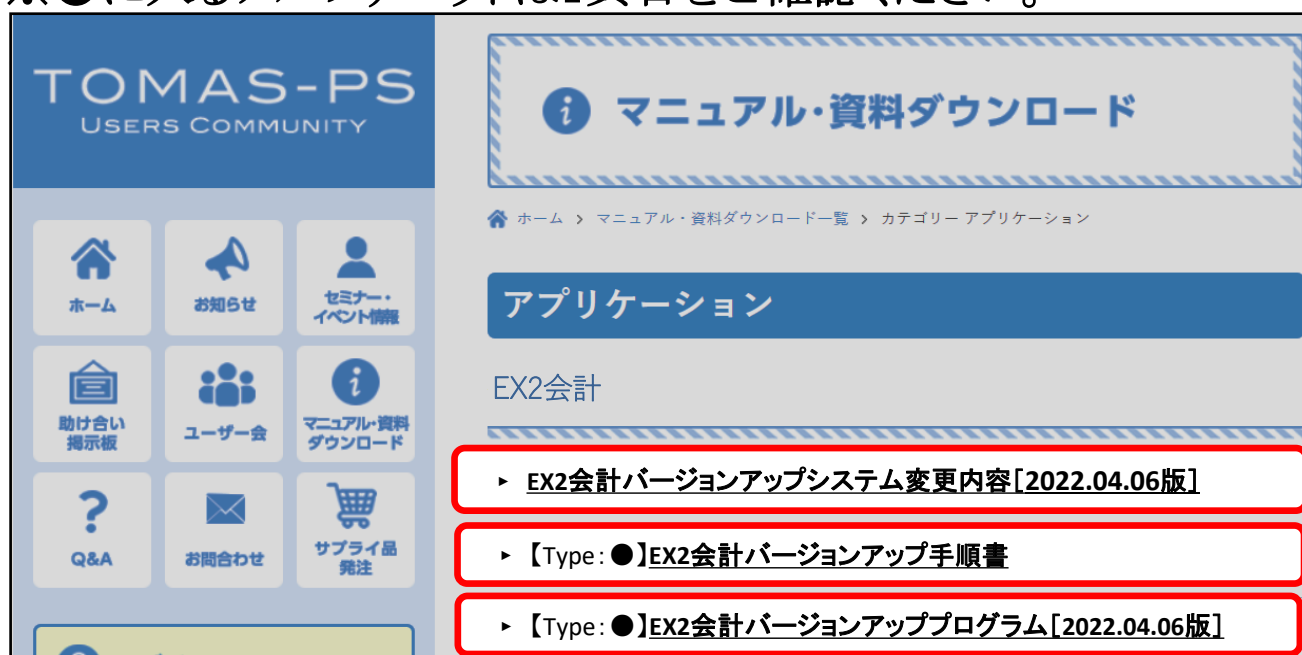 TOMAS-PS
USERS COMMUNITY
マニュアル・資料ダウンロード
ホーム > マニュアル・資料ダウンロード一覧 > カテゴリー アプリケーション
ホーム
お知らせ
セミナー・
イベント情報
助け合い
掲示板
ユーザー会
マニュアル・資料
ダウンロード
Q&A
お問合わせ
サプライ品
発注
アプリケーション
EX2会計
▸ EX2会計バージョンアップシステム変更内容[2022.04.06版]
▸ 【Type:●】EX2会計バージョンアップ手順書
▸ 【Type:●】EX2会計バージョンアッププログラム[2022.04.06版]